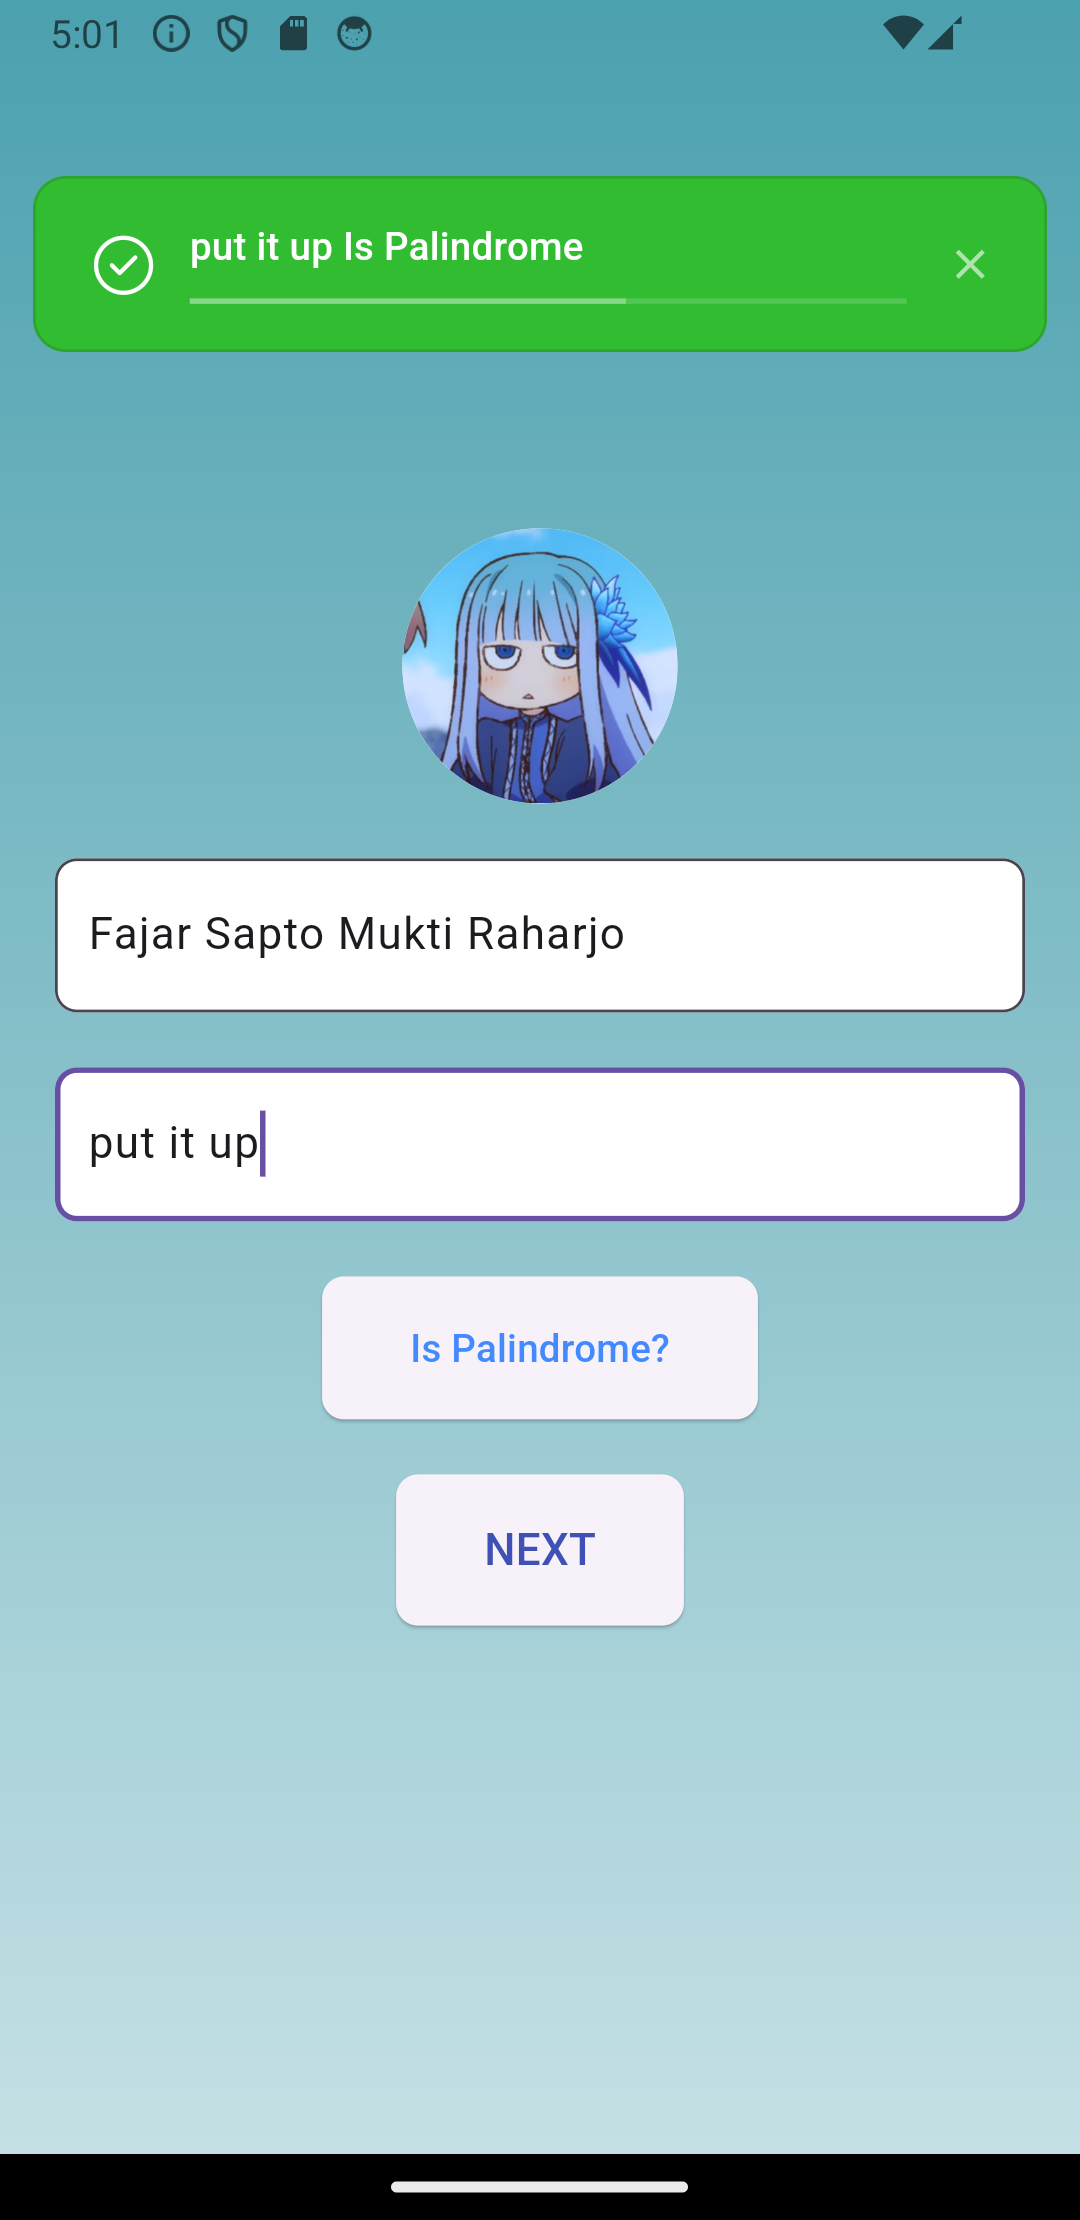 5:01
put it up Is Palindrome
Fajar Sapto Mukti Raharjo
put it up
Is Palindrome?
NEXT